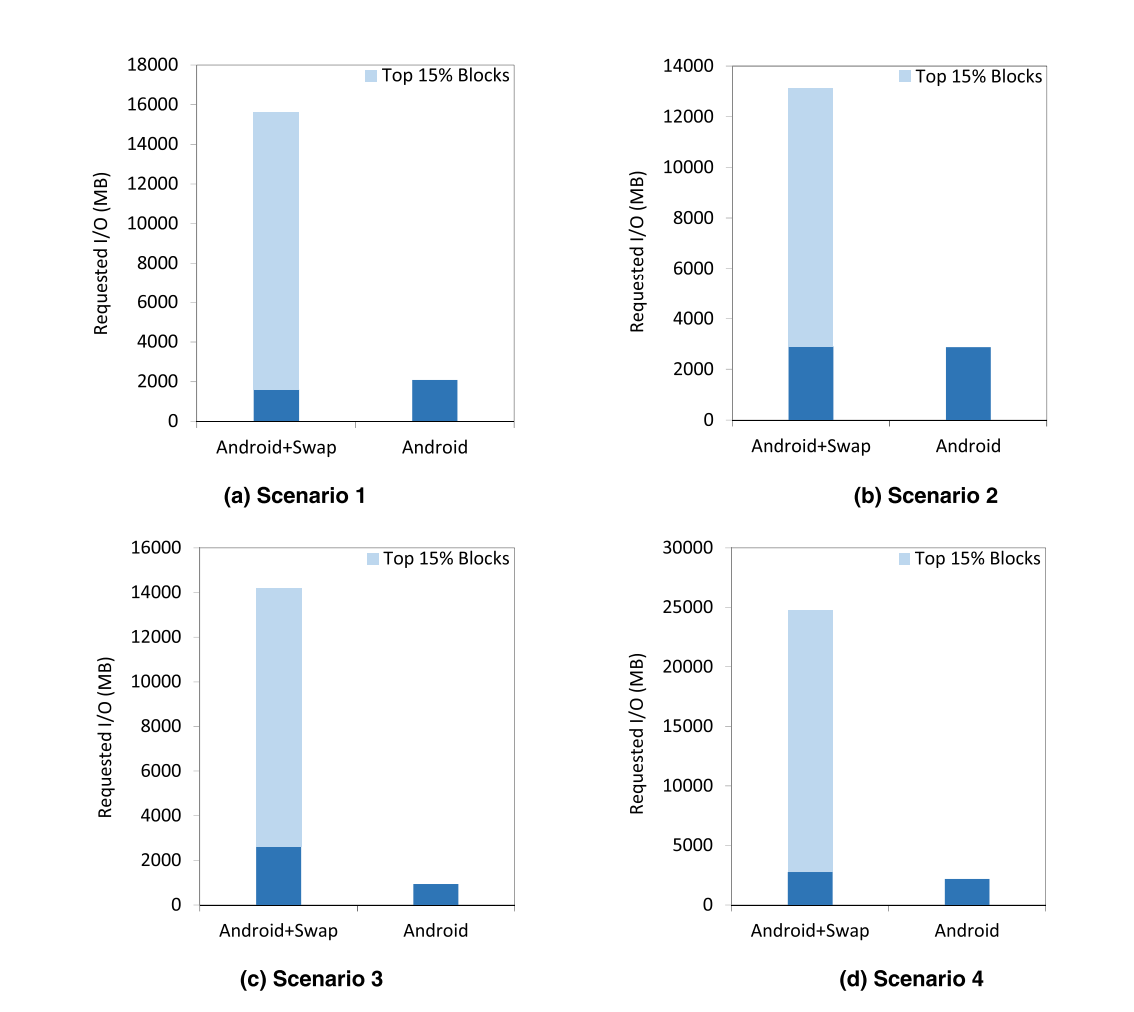 18000
16000
14000
12000
10000
8000
6000
4000
2000
0
Requested I/O (MB)
Top 15% Blocks
Android+Swap
Android
(a) Scenario 1
14000
12000
10000
8000
6000
4000
2000
0
Requested I/O (MB)
Top 15% Blocks
Android+Swap
Android
(b) Scenario 2
16000
14000
12000
10000
8000
6000
4000
2000
0
Requested I/O (MB)
Top 15% Blocks
Android+Swap
Android
(c) Scenario 3
30000
25000
20000
15000
10000
5000
0
Requested I/O (MB)
Top 15% Blocks
Android+Swap
Android
(d) Scenario 4